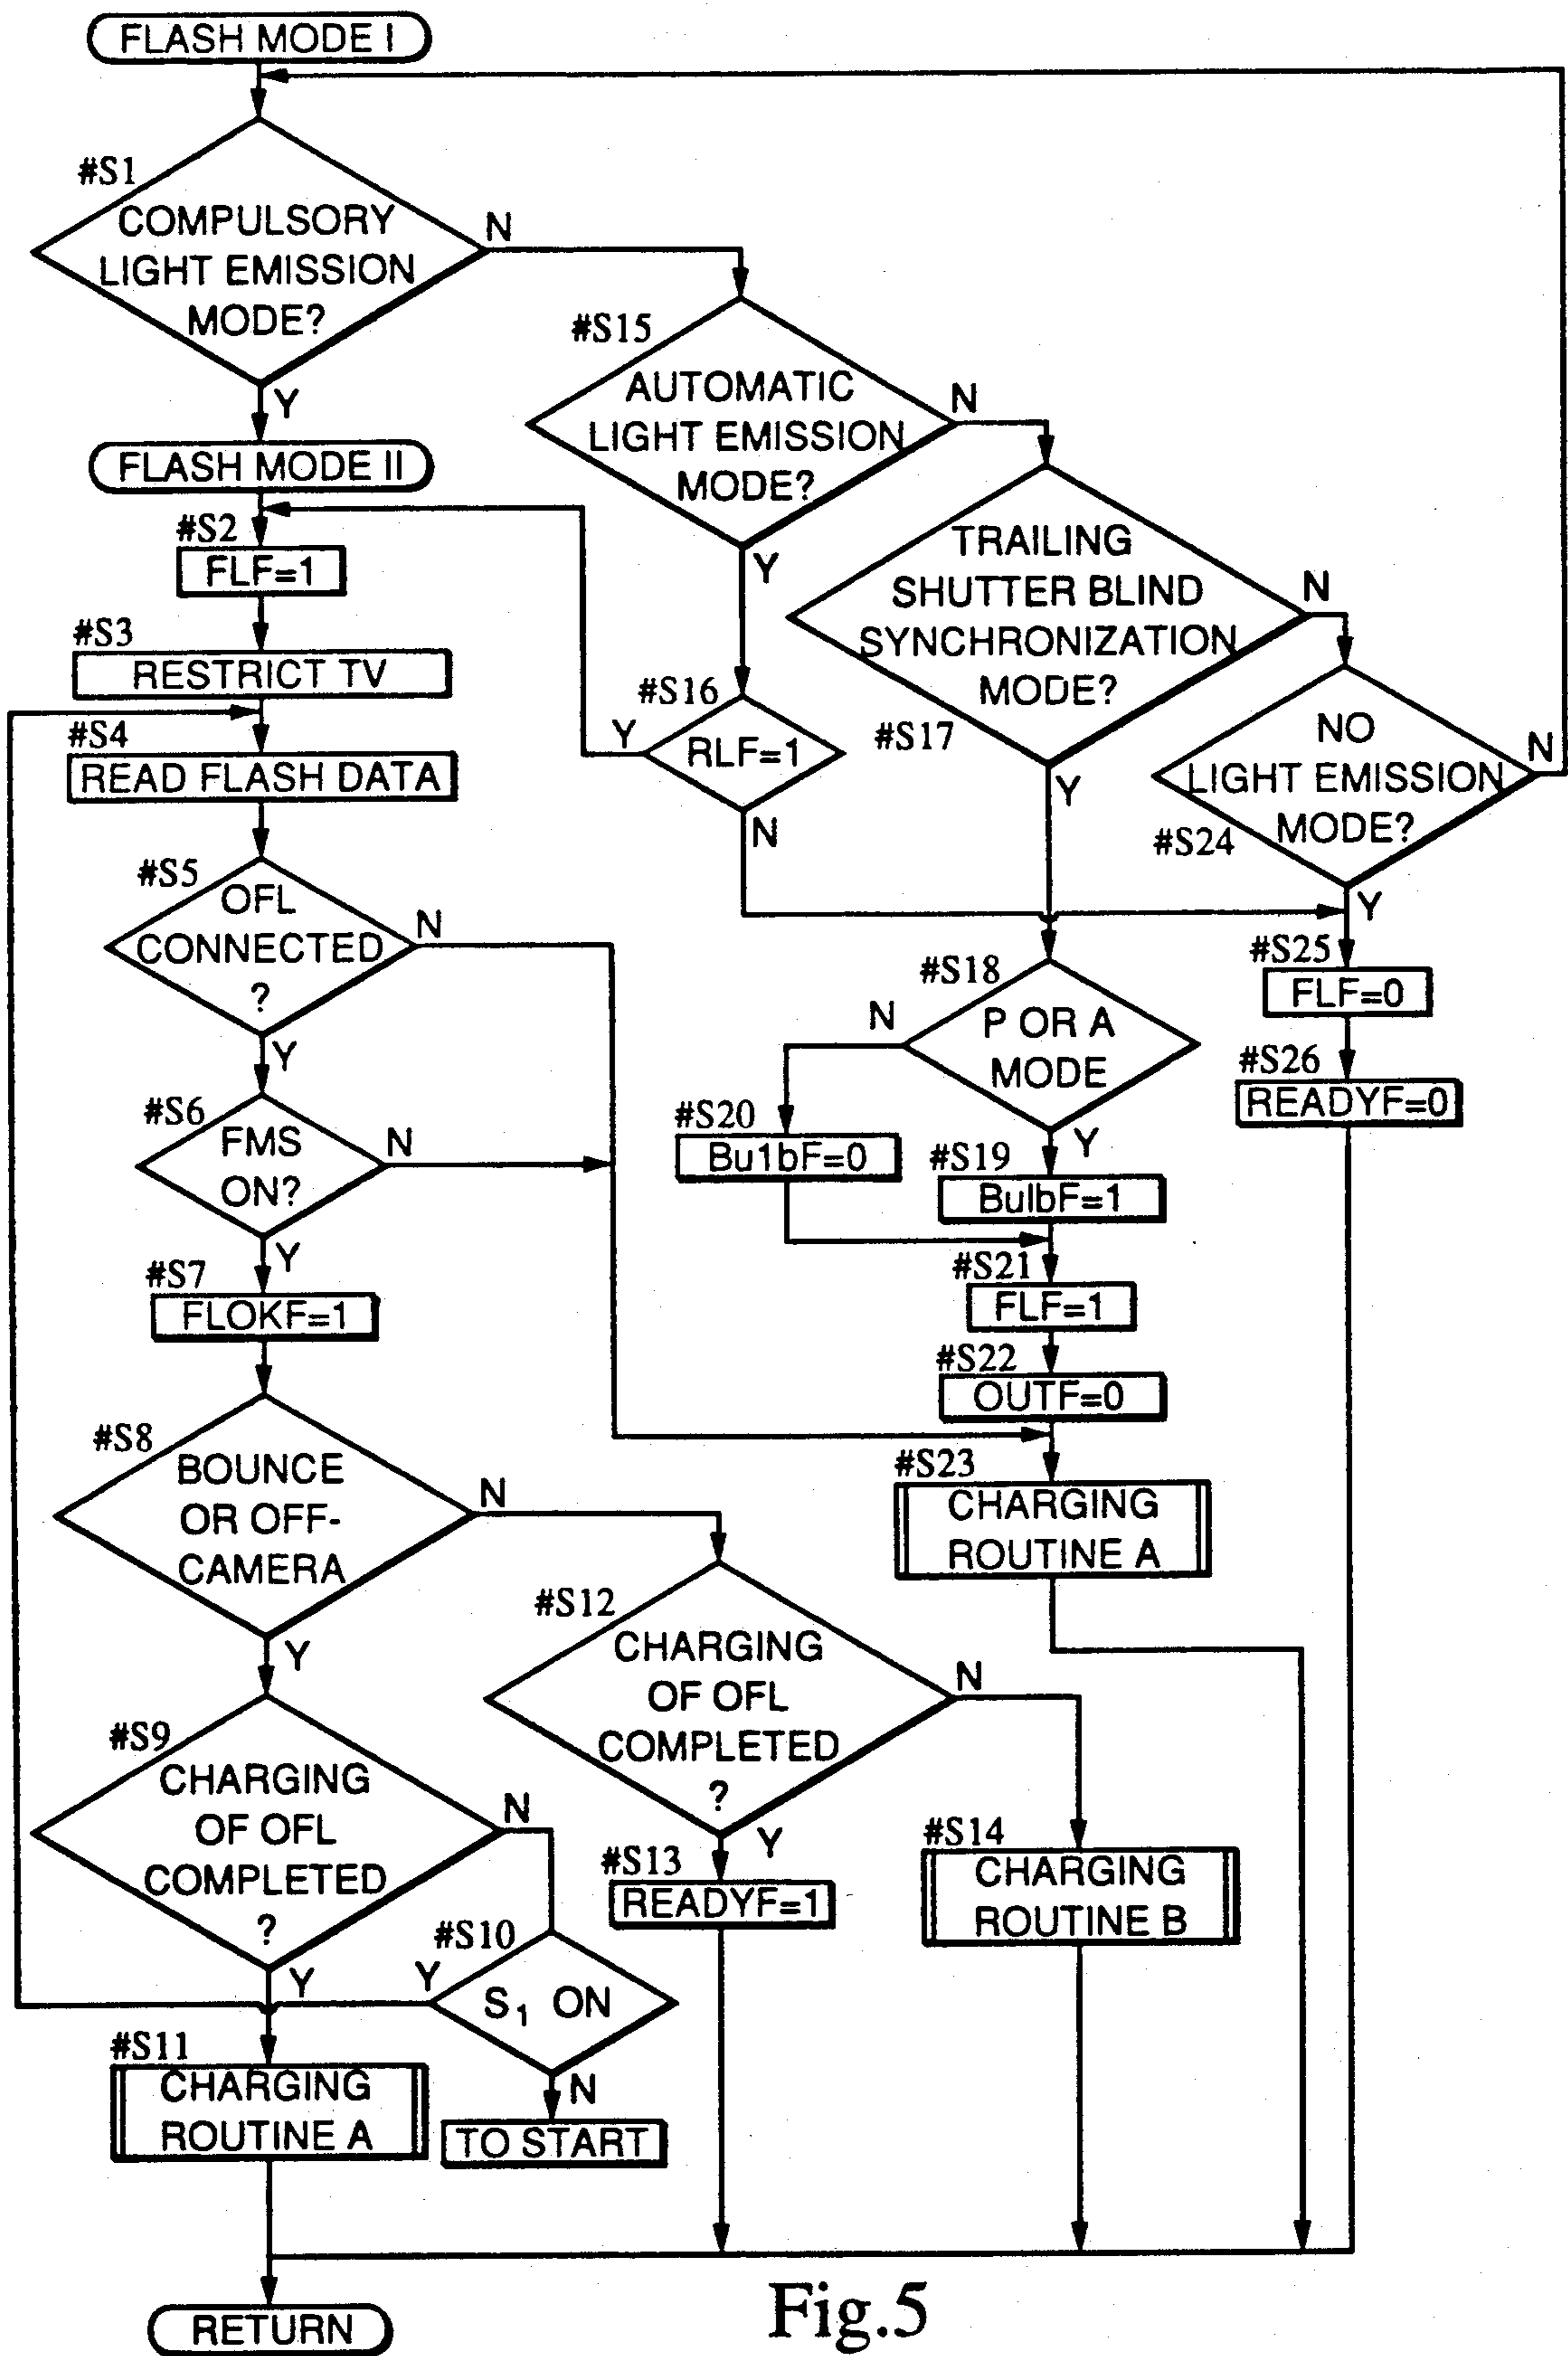 FLASH MODE I
#S1
COMPULSORY
LIGHT EMISSION
MODE?
N
Y
FLASH MODE II
#S2
FLF=1
#S3
RESTRICT TV
#S4
READ FLASH DATA
#S5
OFL
CONNECTED
?
N
Y
#S6
FMS
ON?
N
Y
#S7
FLOKF=1
#S8
BOUNCE
OR OFF-
CAMERA
N
Y
#S9
CHARGING
OF OFL
COMPLETED
?
N
Y
#S10
S1 ON
Y
N
TO START
#S11
CHARGING
ROUTINE A
#S12
CHARGING
OF OFL
COMPLETED
?
N
Y
#S13
READYF=1
#S14
CHARGING
ROUTINE B
#S15
AUTOMATIC
LIGHT EMISSION
MODE?
N
Y
#S16
RLF=1
Y
N
#S17
TRAILING
SHUTTER BLIND
SYNCHRONIZATION
MODE?
N
Y
#S18
P OR A
MODE
N
Y
#S19
BulbF=1
#S20
Bu1bF=0
#S21
FLF=1
#S22
OUTF=0
#S23
CHARGING
ROUTINE A
#S24
NO
LIGHT EMISSION
MODE?
N
Y
#S25
FLF=0
#S26
READYF=0
RETURN
Fig.5